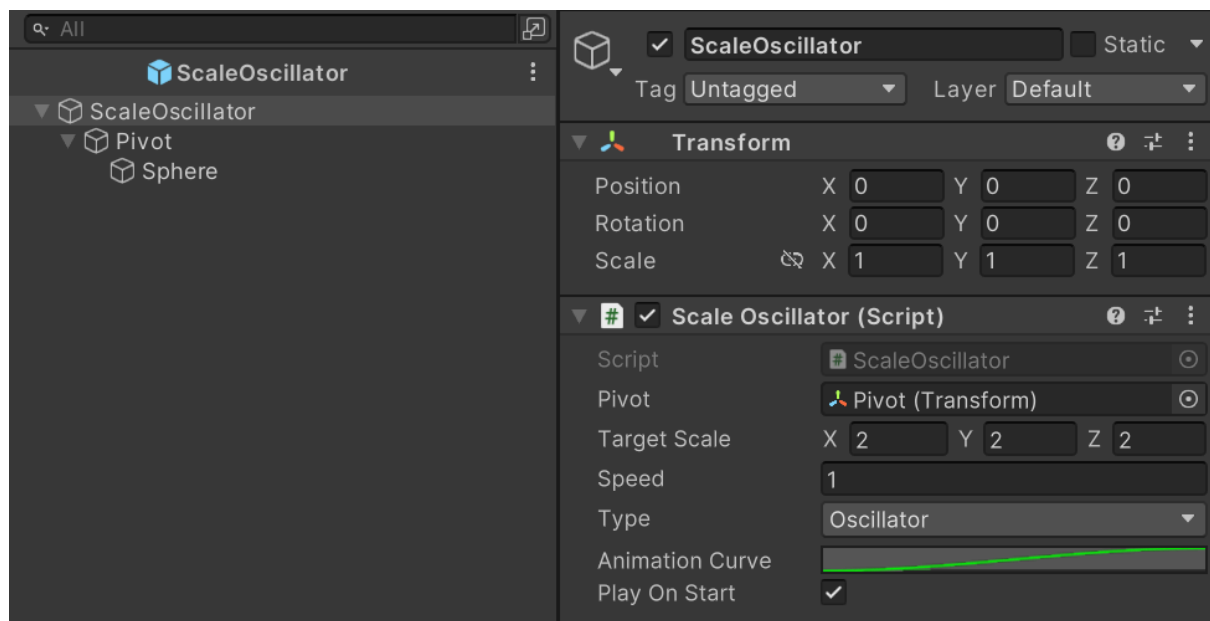 All
ScaleOscillator
ScaleOscillator
Pivot
Sphere
ScaleOscillator Static
Tag Untagged Layer Default
Transform
Position X 0 Y 0 Z 0
Rotation X 0 Y 0 Z 0
Scale X 1 Y 1 Z 1
# Scale Oscillator (Script)
Script # ScaleOscillator
Pivot Pivot (Transform)
Target Scale X 2 Y 2 Z 2
Speed 1
Type Oscillator
Animation Curve
Play On Start